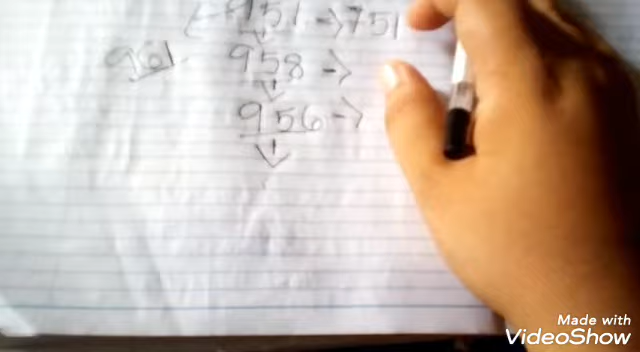 ← 951 → 751
961 958 →
956 →
Made with
VideoShow